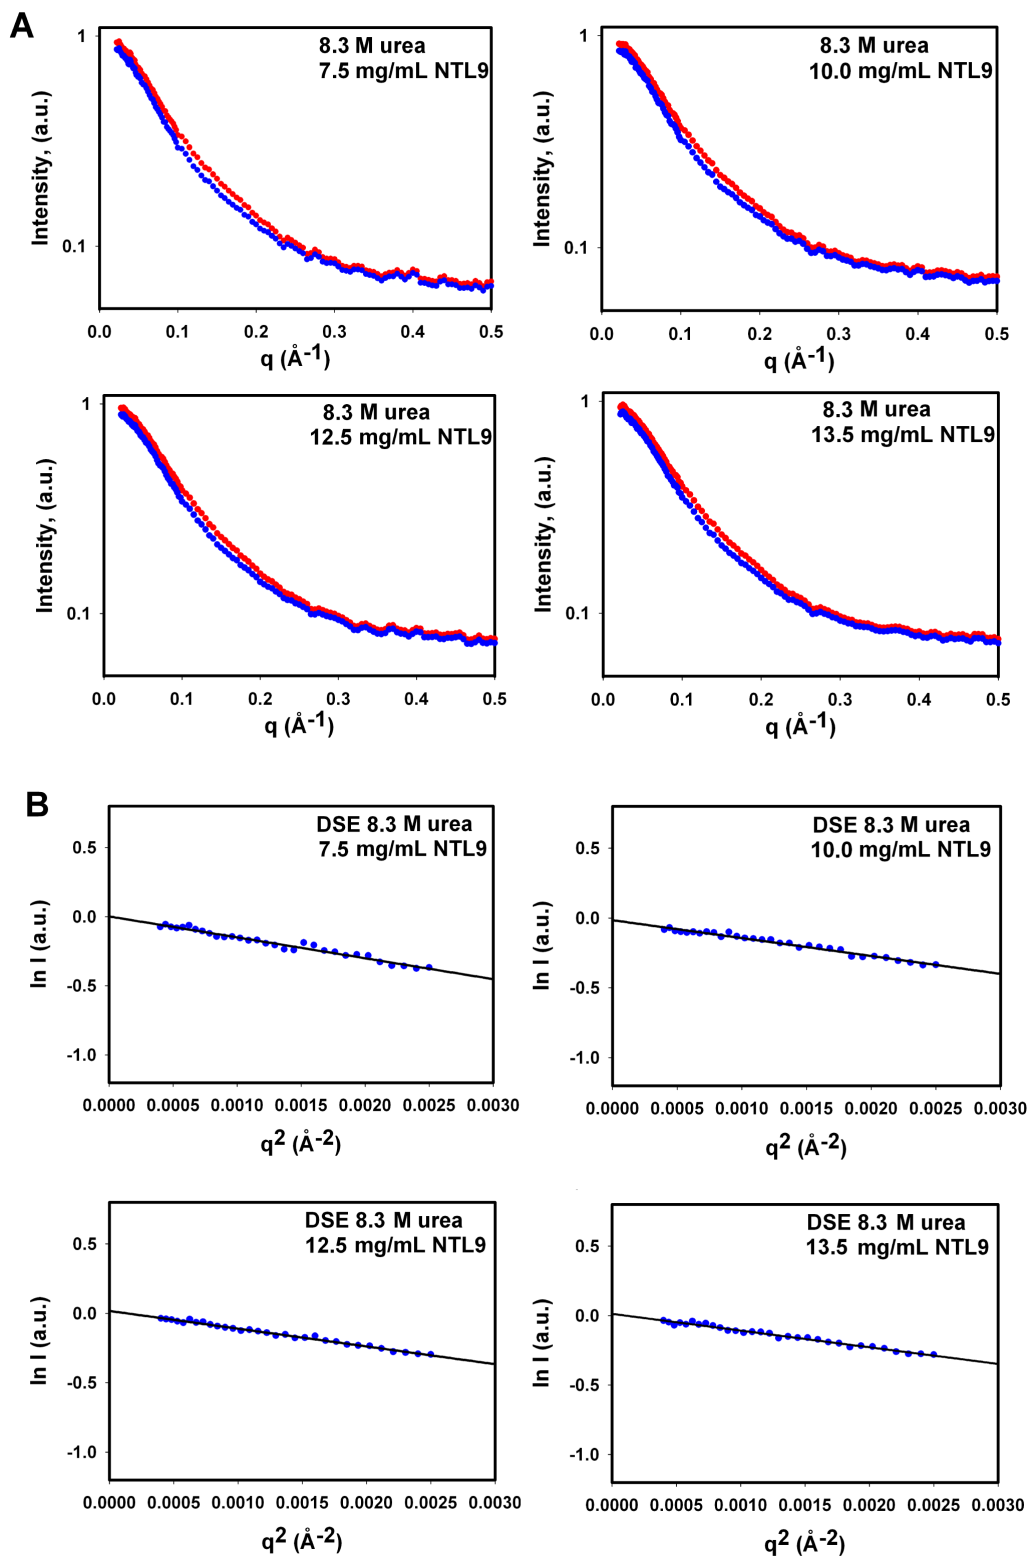 A
8.3 M urea
7.5 mg/mL NTL9
1
0.1
Intensity, (a.u.)
0.0 0.1 0.2 0.3 0.4 0.5
q (Å-1)
8.3 M urea
10.0 mg/mL NTL9
1
0.1
Intensity, (a.u.)
0.0 0.1 0.2 0.3 0.4 0.5
q (Å-1)
8.3 M urea
12.5 mg/mL NTL9
1
0.1
Intensity, (a.u.)
0.0 0.1 0.2 0.3 0.4 0.5
q (Å-1)
8.3 M urea
13.5 mg/mL NTL9
1
0.1
Intensity, (a.u.)
0.0 0.1 0.2 0.3 0.4 0.5
q (Å-1)
B
DSE 8.3 M urea
7.5 mg/mL NTL9
0.5
0.0
-0.5
-1.0
ln I (a.u.)
0.0000 0.0005 0.0010 0.0015 0.0020 0.0025 0.0030
q2 (Å-2)
DSE 8.3 M urea
10.0 mg/mL NTL9
0.5
0.0
-0.5
-1.0
ln I (a.u.)
0.0000 0.0005 0.0010 0.0015 0.0020 0.0025 0.0030
q2 (Å-2)
DSE 8.3 M urea
12.5 mg/mL NTL9
0.5
0.0
-0.5
-1.0
ln I (a.u.)
0.0000 0.0005 0.0010 0.0015 0.0020 0.0025 0.0030
q2 (Å-2)
DSE 8.3 M urea
13.5 mg/mL NTL9
0.5
0.0
-0.5
-1.0
ln I (a.u.)
0.0000 0.0005 0.0010 0.0015 0.0020 0.0025 0.0030
q2 (Å-2)